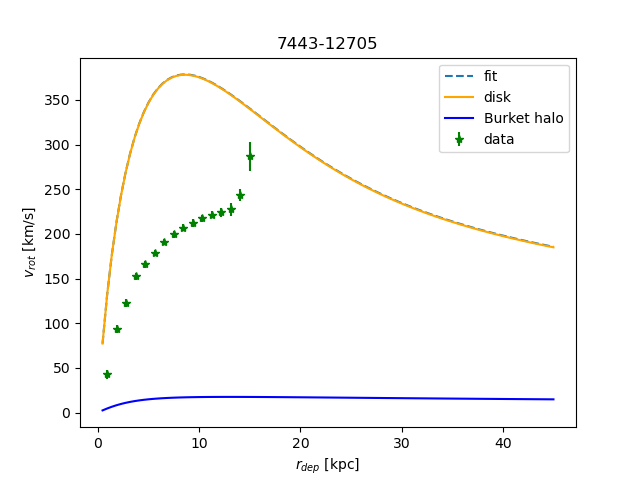 7443-12705
fit
disk
Burket halo
data
350
300
250
200
150
100
50
0
v_rot [km/s]
0 10 20 30 40
r_dep [kpc]